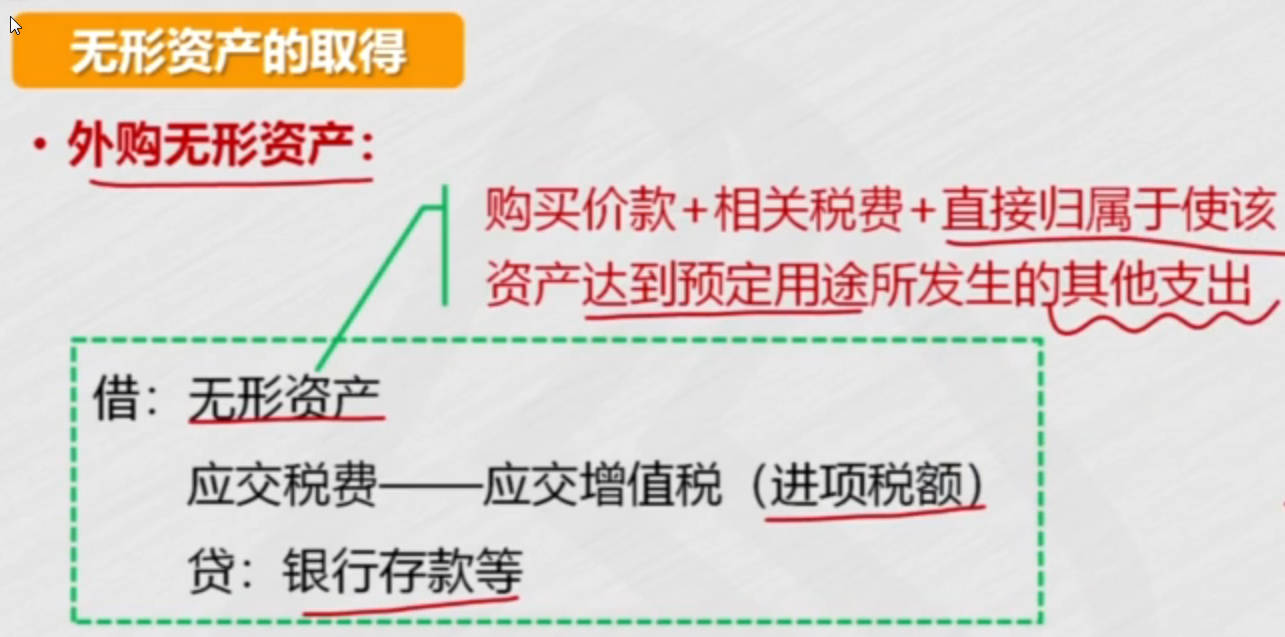 无形资产的取得
• 外购无形资产：
购买价款+相关税费+直接归属于使该
资产达到预定用途所发生的其他支出
借：无形资产
应交税费——应交增值税（进项税额）
贷：银行存款等